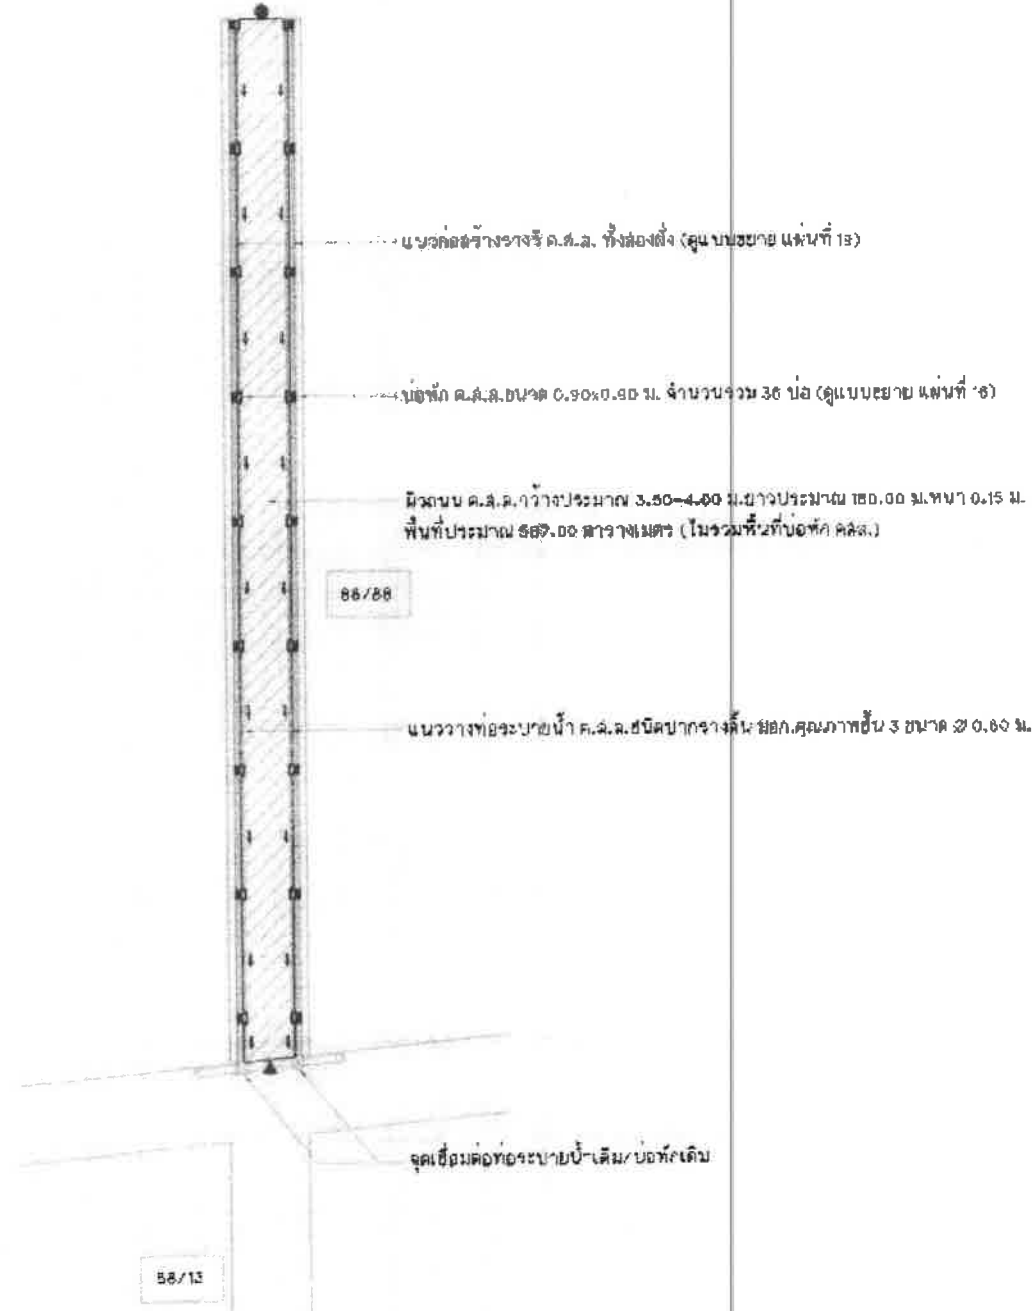 แนวก่อสร้างรางวี ค.ส.ล. ทั้งสองฝั่ง (ดูแบบขยาย แผ่นที่
บ่อพัก ค.ส.ล.ขนาด 0.90x0.90 ม. จำนวนรวม 36 บ่อ (ดูแบบขยาย แผ่นที่
ผิวถนน ค.ส.ล.กว้างประมาณ 3.50-4.00 ม.ยาวประมาณ 180.00 ม.หนา 0.15 ม.
พื้นที่ประมาณ ตารางเมตร (ไม่รวมพื้นที่บ่อพัก คสล.)
88/88
แนววางท่อระบายน้ำ ค.ส.ล.ชนิดปากรางลิ้น มอก.คุณภาพชั้น 3 ขนาด Ø 0.60 ม.
จุดเชื่อมต่อท่อระบายน้ำเดิม/บ่อพักเดิม
58/13